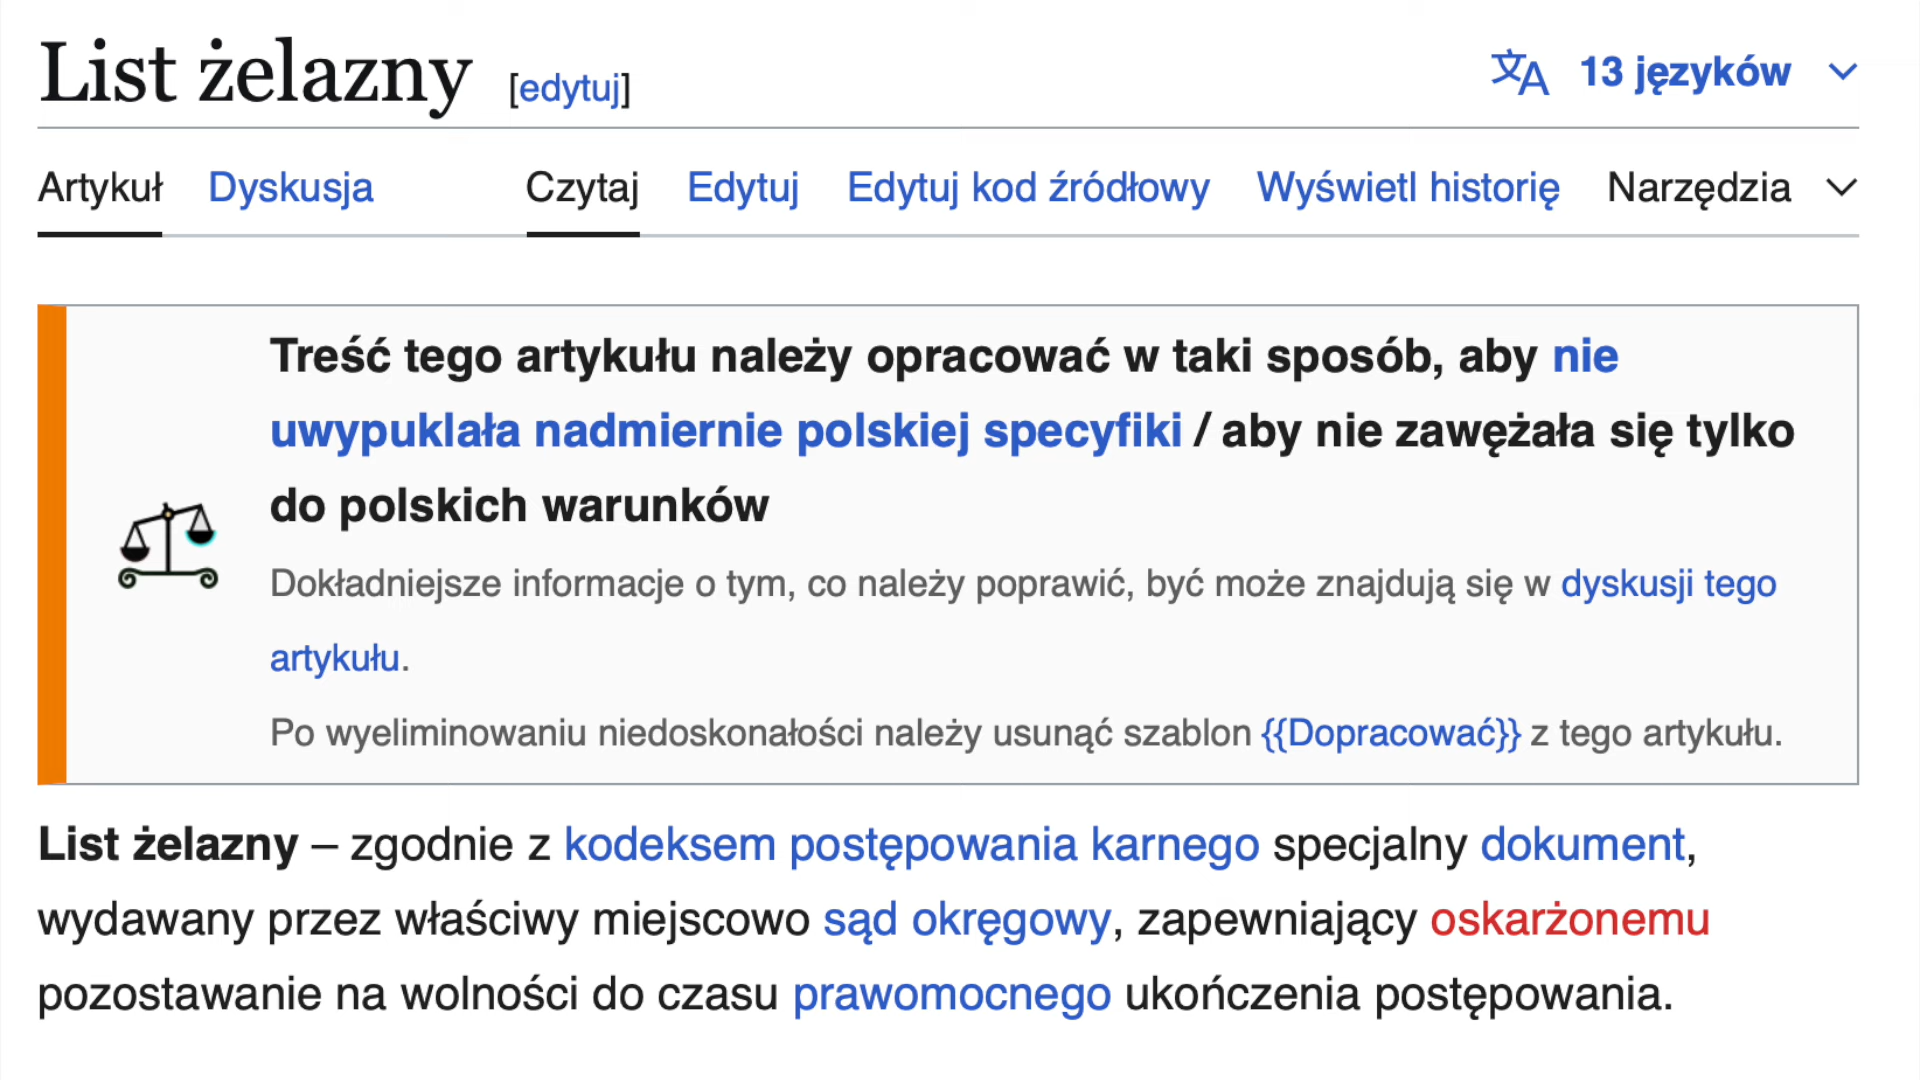 List żelazny [edytuj]
文A 13 języków
Artykuł Dyskusja Czytaj Edytuj Edytuj kod źródłowy Wyświetl historię Narzędzia
Treść tego artykułu należy opracować w taki sposób, aby nie
uwypuklała nadmiernie polskiej specyfiki / aby nie zawężała się tylko
do polskich warunków
Dokładniejsze informacje o tym, co należy poprawić, być może znajdują się w dyskusji tego
artykułu.
Po wyeliminowaniu niedoskonałości należy usunąć szablon {{Dopracować}} z tego artykułu.
List żelazny – zgodnie z kodeksem postępowania karnego specjalny dokument,
wydawany przez właściwy miejscowo sąd okręgowy, zapewniający oskarżonemu
pozostawanie na wolności do czasu prawomocnego ukończenia postępowania.